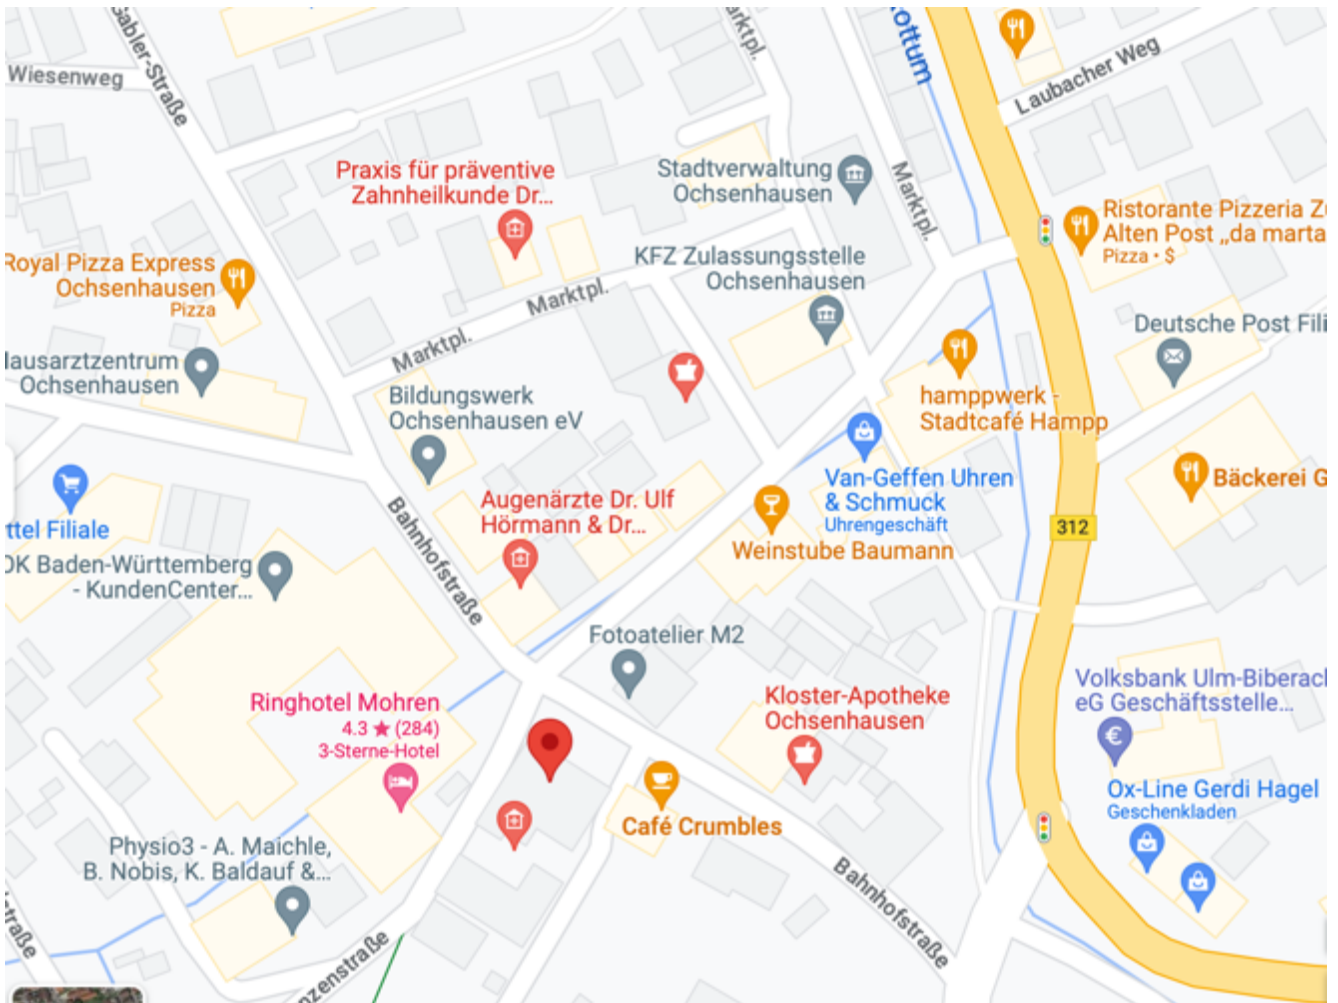 Gabler-Straße
Wiesenweg
Marktpl.
Rottum
Laubacher Weg
Praxis für präventive
Zahnheilkunde Dr...
Stadtverwaltung
Ochsenhausen
Marktpl.
Ristorante Pizzeria
Alten Post „da marta
Pizza • $
Royal Pizza Express
Ochsenhausen
Pizza
KFZ Zulassungsstelle
Ochsenhausen
Marktpl.
Marktpl.
Deutsche Post Fili
Hausarztzentrum
Ochsenhausen
Bildungswerk
Ochsenhausen eV
hamppwerk -
Stadtcafé Hampp
Van-Geffen Uhren
& Schmuck
Uhrengeschäft
Bäckerei G
Augenärzte Dr. Ulf
Hörmann & Dr...
Bahnhofstraße
ttel Filiale
312
Weinstube Baumann
OK Baden-Württemberg
- KundenCenter...
Fotoatelier M2
Ringhotel Mohren
4.3 ★ (284)
3-Sterne-Hotel
Kloster-Apotheke
Ochsenhausen
Volksbank Ulm-Biberach
eG Geschäftsstelle...
Ox-Line Gerdi Hagel
Geschenkladen
Café Crumbles
Physio3 - A. Maichle,
B. Nobis, K. Baldauf &...
Bahnhofstraße
straße
nzenstraße